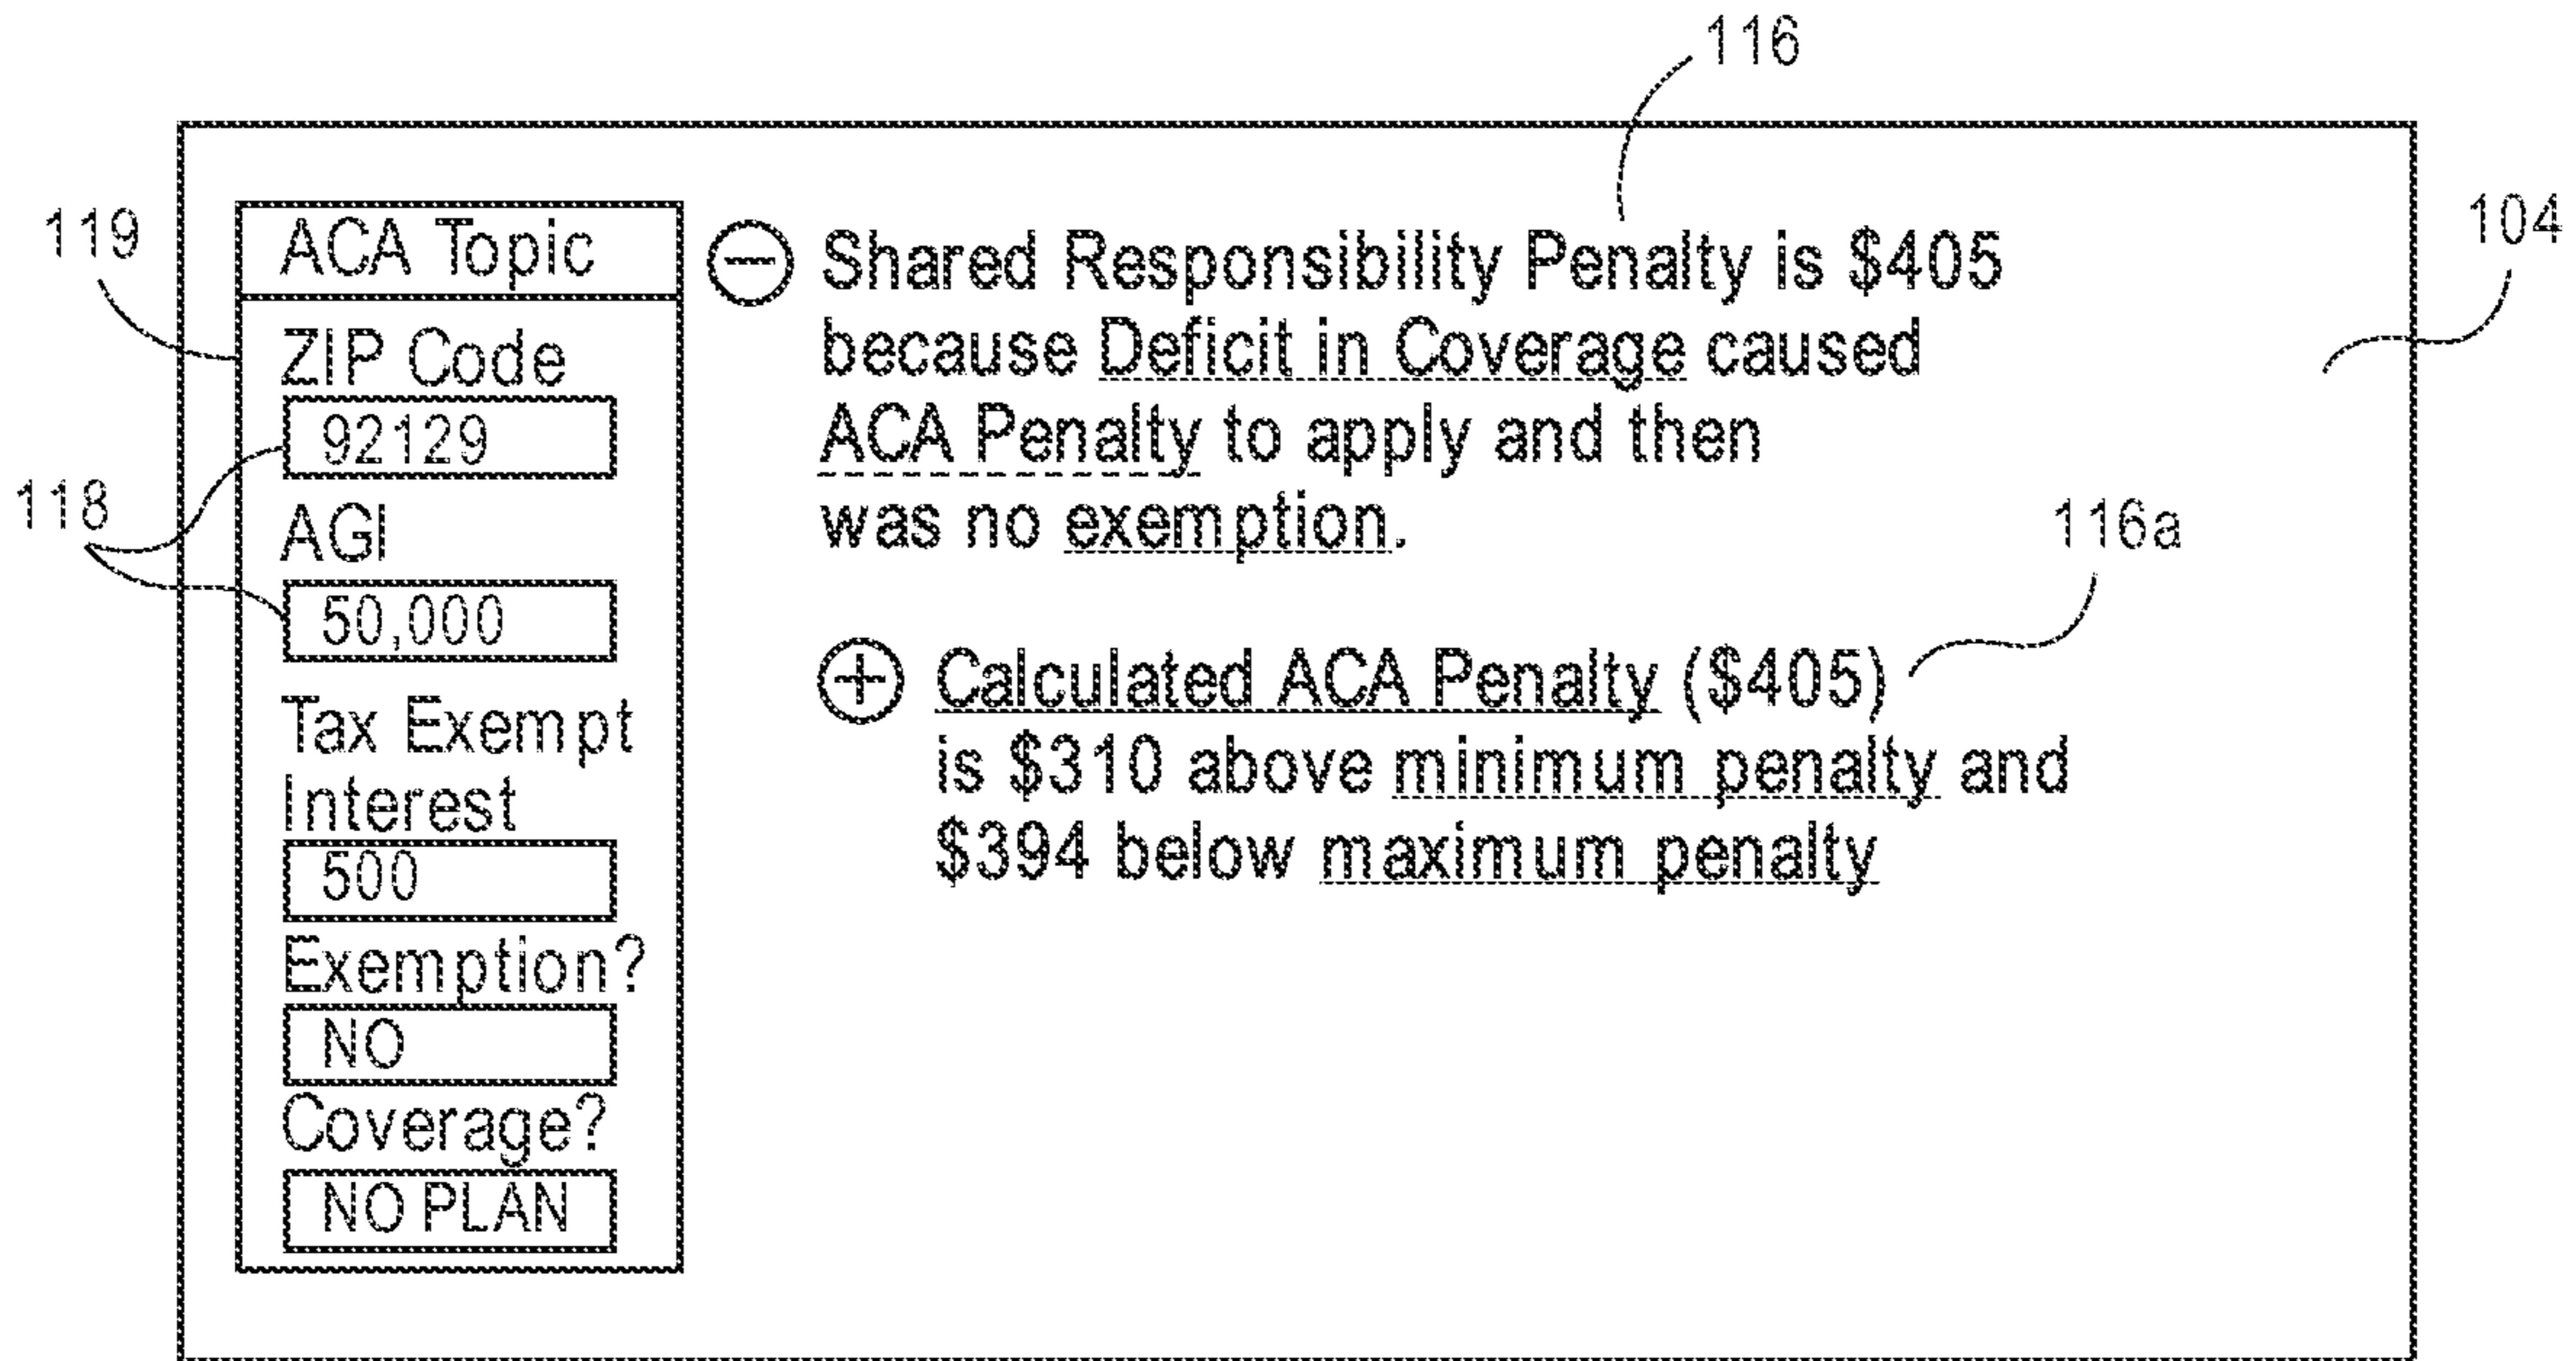 116
119
104
ACA Topic
ZIP Code
92129
118
AGI
50,000
Tax Exempt
Interest
500
Exemption?
NO
Coverage?
NO PLAN
⊖ Shared Responsibility Penalty is $405
because Deficit in Coverage caused
ACA Penalty to apply and then
was no exemption.
116a
⊕ Calculated ACA Penalty ($405)
is $310 above minimum penalty and
$394 below maximum penalty